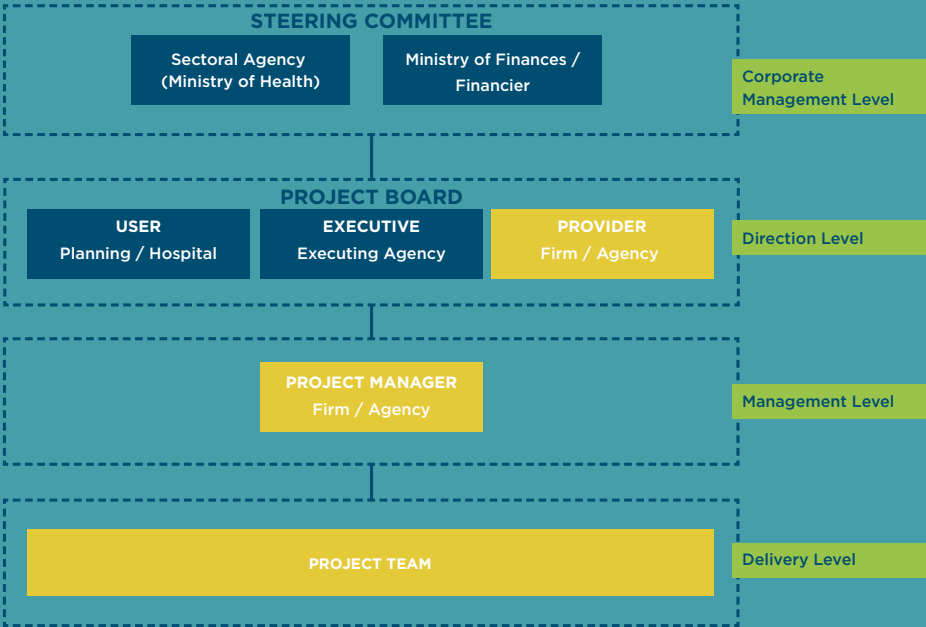 STEERING COMMITTEE
Sectoral Agency
(Ministry of Health)
Ministry of Finances /
Financier
Corporate
Management Level
PROJECT BOARD
USER
Planning / Hospital
EXECUTIVE
Executing Agency
PROVIDER
Firm / Agency
Direction Level
PROJECT MANAGER
Firm / Agency
Management Level
PROJECT TEAM
Delivery Level